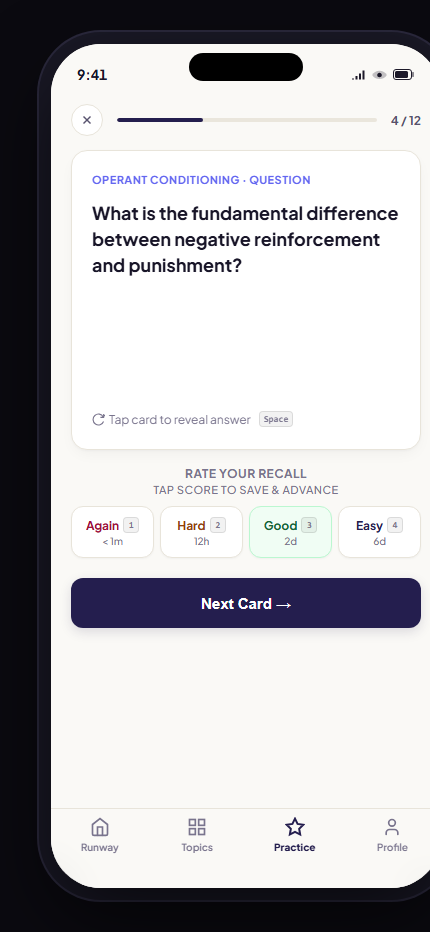 9:41
4 / 12
OPERANT CONDITIONING · QUESTION
What is the fundamental difference
between negative reinforcement
and punishment?
Tap card to reveal answer Space
RATE YOUR RECALL
TAP SCORE TO SAVE & ADVANCE
Again 1 Hard 2 Good 3 Easy 4
< 1m 12h 2d 6d
Next Card →
Runway Topics Practice Profile